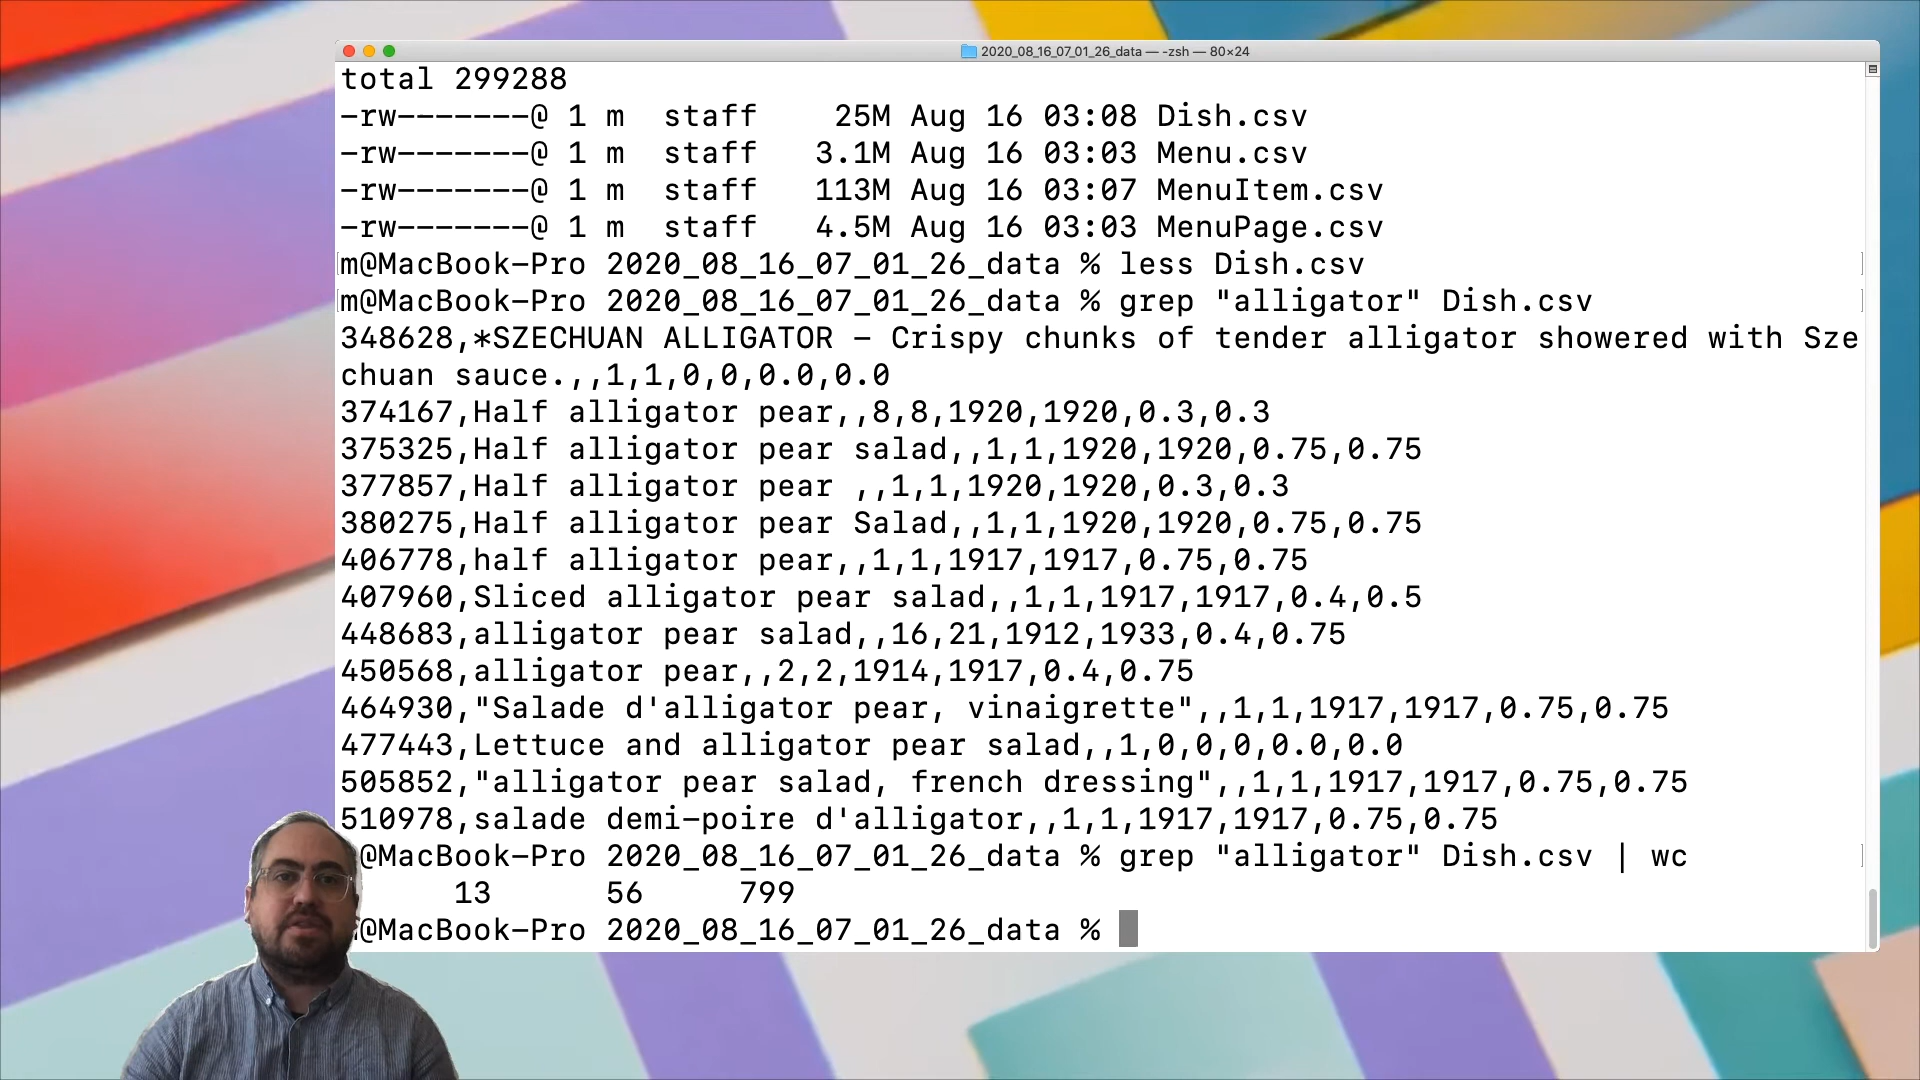 2020_08_16_07_01_26_data — -zsh — 80×24
total 299288
-rw-------@ 1 m  staff    25M Aug 16 03:08 Dish.csv
-rw-------@ 1 m  staff   3.1M Aug 16 03:03 Menu.csv
-rw-------@ 1 m  staff   113M Aug 16 03:07 MenuItem.csv
-rw-------@ 1 m  staff   4.5M Aug 16 03:03 MenuPage.csv
m@MacBook-Pro 2020_08_16_07_01_26_data % less Dish.csv
m@MacBook-Pro 2020_08_16_07_01_26_data % grep "alligator" Dish.csv
348628,*SZECHUAN ALLIGATOR - Crispy chunks of tender alligator showered with Sze
chuan sauce.,,1,1,0,0,0.0,0.0
374167,Half alligator pear,,8,8,1920,1920,0.3,0.3
375325,Half alligator pear salad,,1,1,1920,1920,0.75,0.75
377857,Half alligator pear ,,1,1,1920,1920,0.3,0.3
380275,Half alligator pear Salad,,1,1,1920,1920,0.75,0.75
406778,half alligator pear,,1,1,1917,1917,0.75,0.75
407960,Sliced alligator pear salad,,1,1,1917,1917,0.4,0.5
448683,alligator pear salad,,16,21,1912,1933,0.4,0.75
450568,alligator pear,,2,2,1914,1917,0.4,0.75
464930,"Salade d'alligator pear, vinaigrette",,1,1,1917,1917,0.75,0.75
477443,Lettuce and alligator pear salad,,1,0,0,0,0.0,0.0
505852,"alligator pear salad, french dressing",,1,1,1917,1917,0.75,0.75
510978,salade demi-poire d'alligator,,1,1,1917,1917,0.75,0.75
@MacBook-Pro 2020_08_16_07_01_26_data % grep "alligator" Dish.csv | wc
13      56     799
@MacBook-Pro 2020_08_16_07_01_26_data %